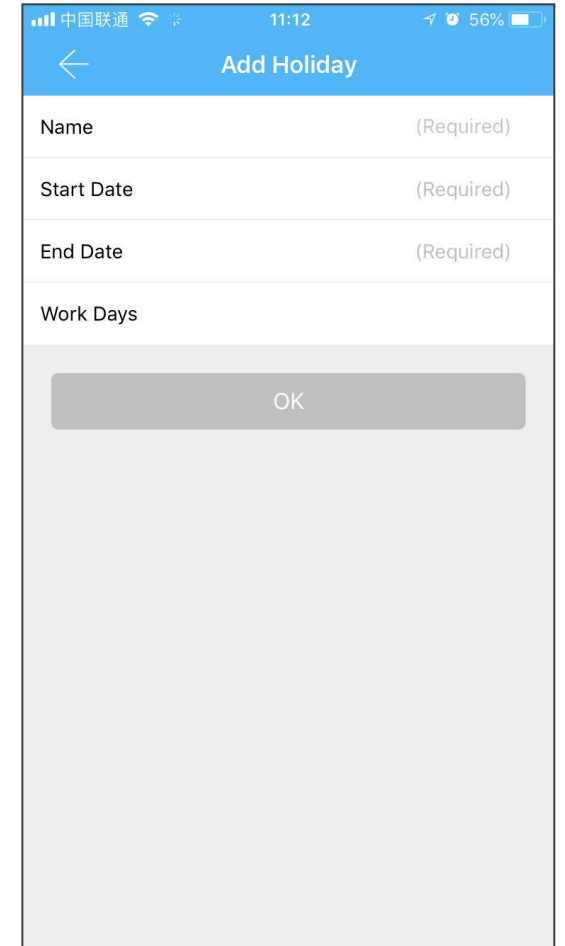 中国联通 11:12 56%
Add Holiday
Name (Required)
Start Date (Required)
End Date (Required)
Work Days
OK